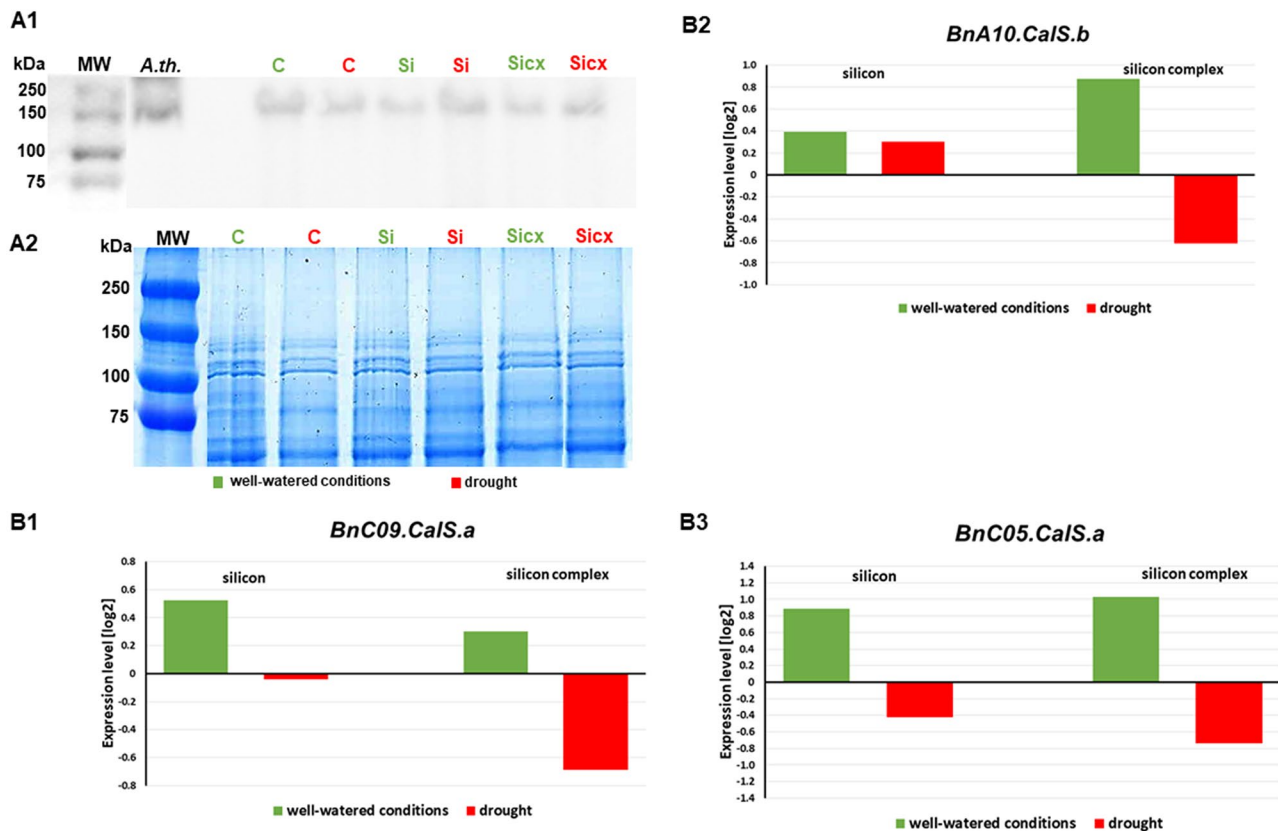 A1
kDa MW A.th. C C Si Si Sicx Sicx
250
150
100
75
A2
kDa MW C C Si Si Sicx Sicx
250
150
100
75
well-watered conditions drought
B2
BnA10.CalS.b
silicon silicon complex
Expression level [log2]
1.0
0.8
0.6
0.4
0.2
0
-0.2
-0.4
-0.6
-0.8
-1.0
well-watered conditions drought
B1
BnC09.CalS.a
silicon silicon complex
Expression level [log2]
0.8
0.6
0.4
0.2
0
-0.2
-0.4
-0.6
-0.8
well-watered conditions drought
B3
BnC05.CalS.a
silicon silicon complex
Expression level [log2]
1.4
1.2
1.0
0.8
0.6
0.4
0.2
0
-0.2
-0.4
-0.6
-0.8
-1.0
-1.2
-1.4
well-watered conditions drought